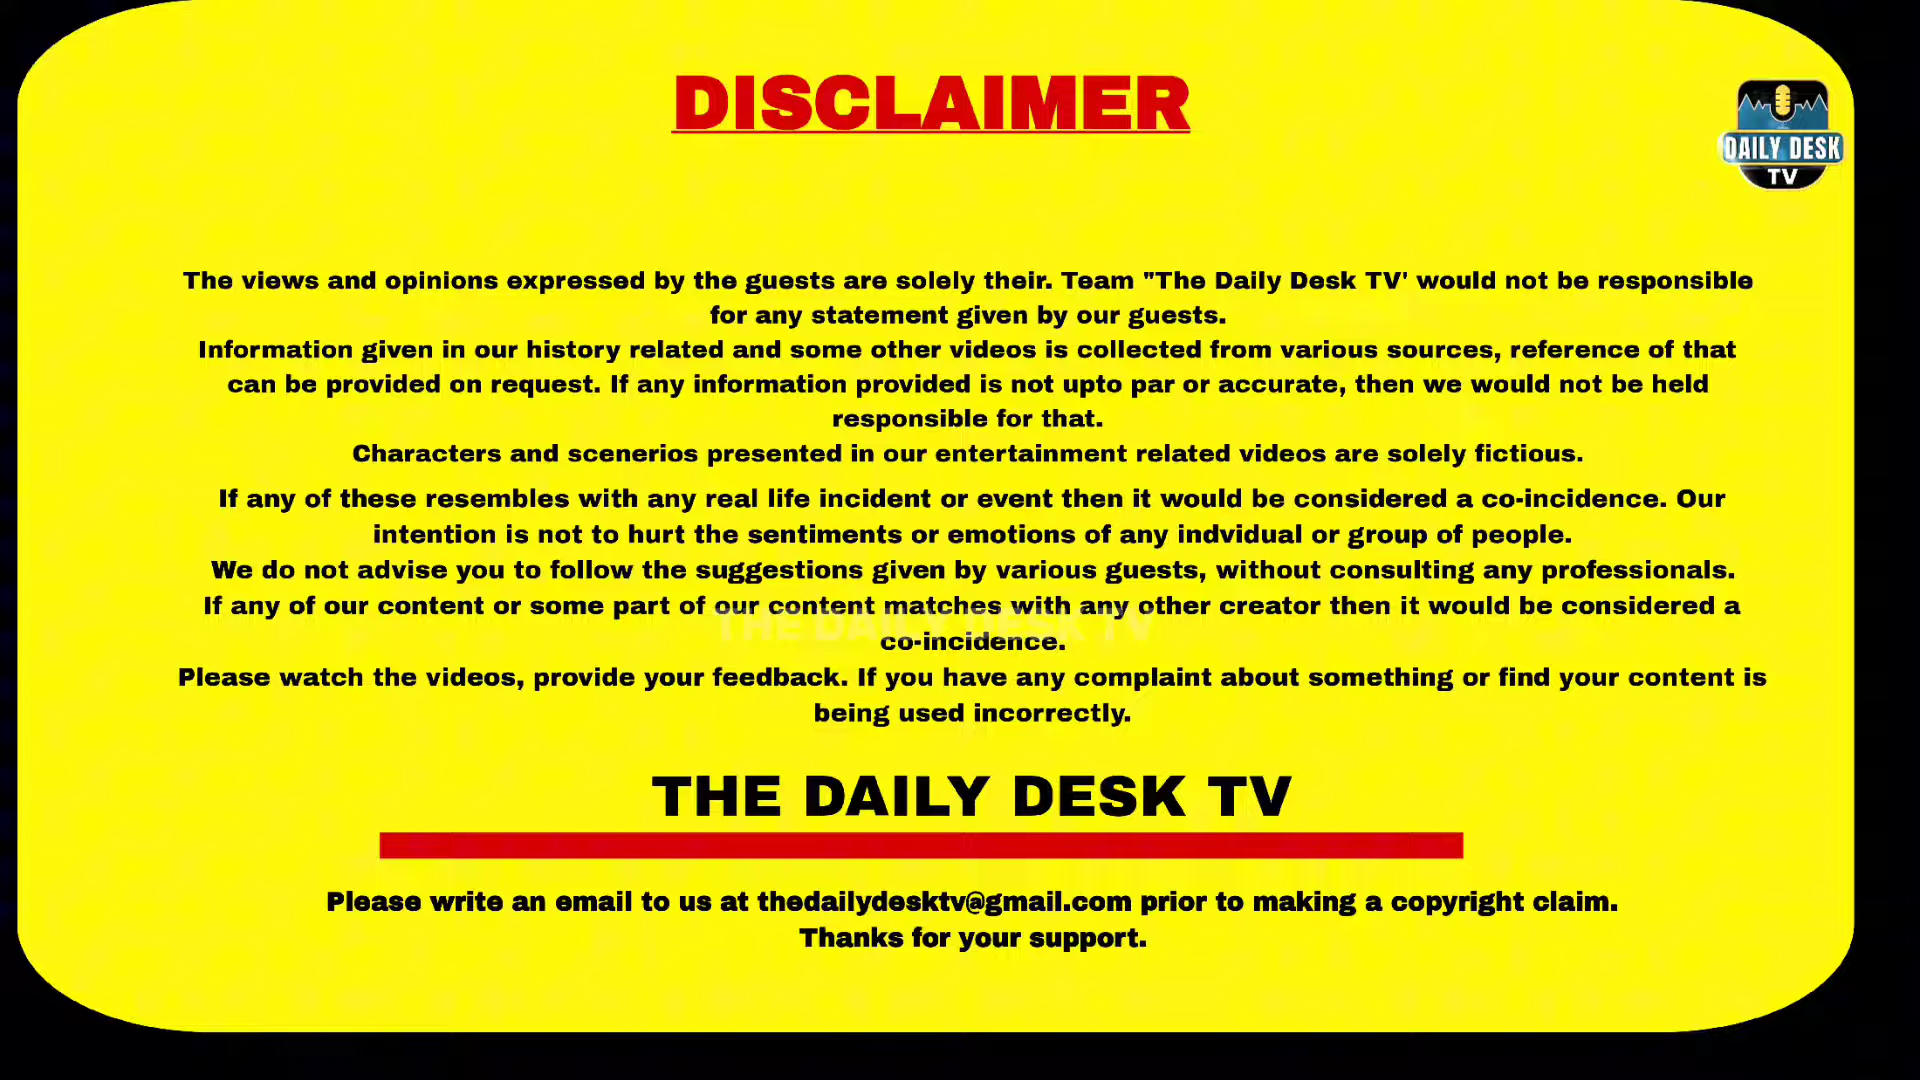 DISCLAIMER
DAILY DESK
TV
The views and opinions expressed by the guests are solely their. Team "The Daily Desk TV' would not be responsible
for any statement given by our guests.
Information given in our history related and some other videos is collected from various sources, reference of that
can be provided on request. If any information provided is not upto par or accurate, then we would not be held
responsible for that.
Characters and scenerios presented in our entertainment related videos are solely fictious.
If any of these resembles with any real life incident or event then it would be considered a co-incidence. Our
intention is not to hurt the sentiments or emotions of any indvidual or group of people.
We do not advise you to follow the suggestions given by various guests, without consulting any professionals.
If any of our content or some part of our content matches with any other creator then it would be considered a
THE DAILY DESK TV
co-incidence.
Please watch the videos, provide your feedback. If you have any complaint about something or find your content is
being used incorrectly.
THE DAILY DESK TV
Please write an email to us at thedailydesktv@gmail.com prior to making a copyright claim.
Thanks for your support.